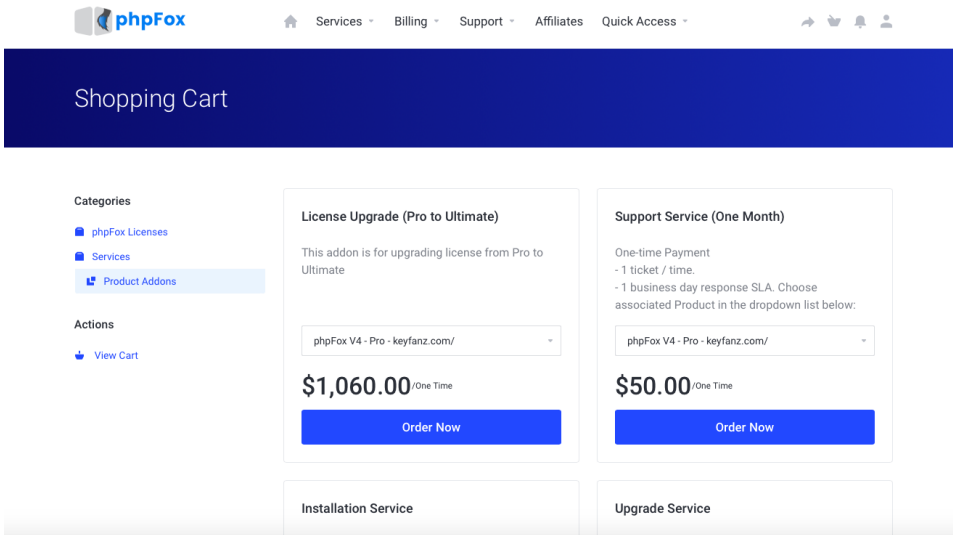 phpFox
Services Billing Support Affiliates Quick Access
Shopping Cart
Categories
phpFox Licenses
Services
Product Addons
Actions
View Cart
License Upgrade (Pro to Ultimate)
This addon is for upgrading license from Pro to
Ultimate
phpFox V4 - Pro - keyfanz.com/
$1,060.00/One Time
Order Now
Support Service (One Month)
One-time Payment
- 1 ticket / time.
- 1 business day response SLA. Choose
associated Product in the dropdown list below:
phpFox V4 - Pro - keyfanz.com/
$50.00/One Time
Order Now
Installation Service
Upgrade Service